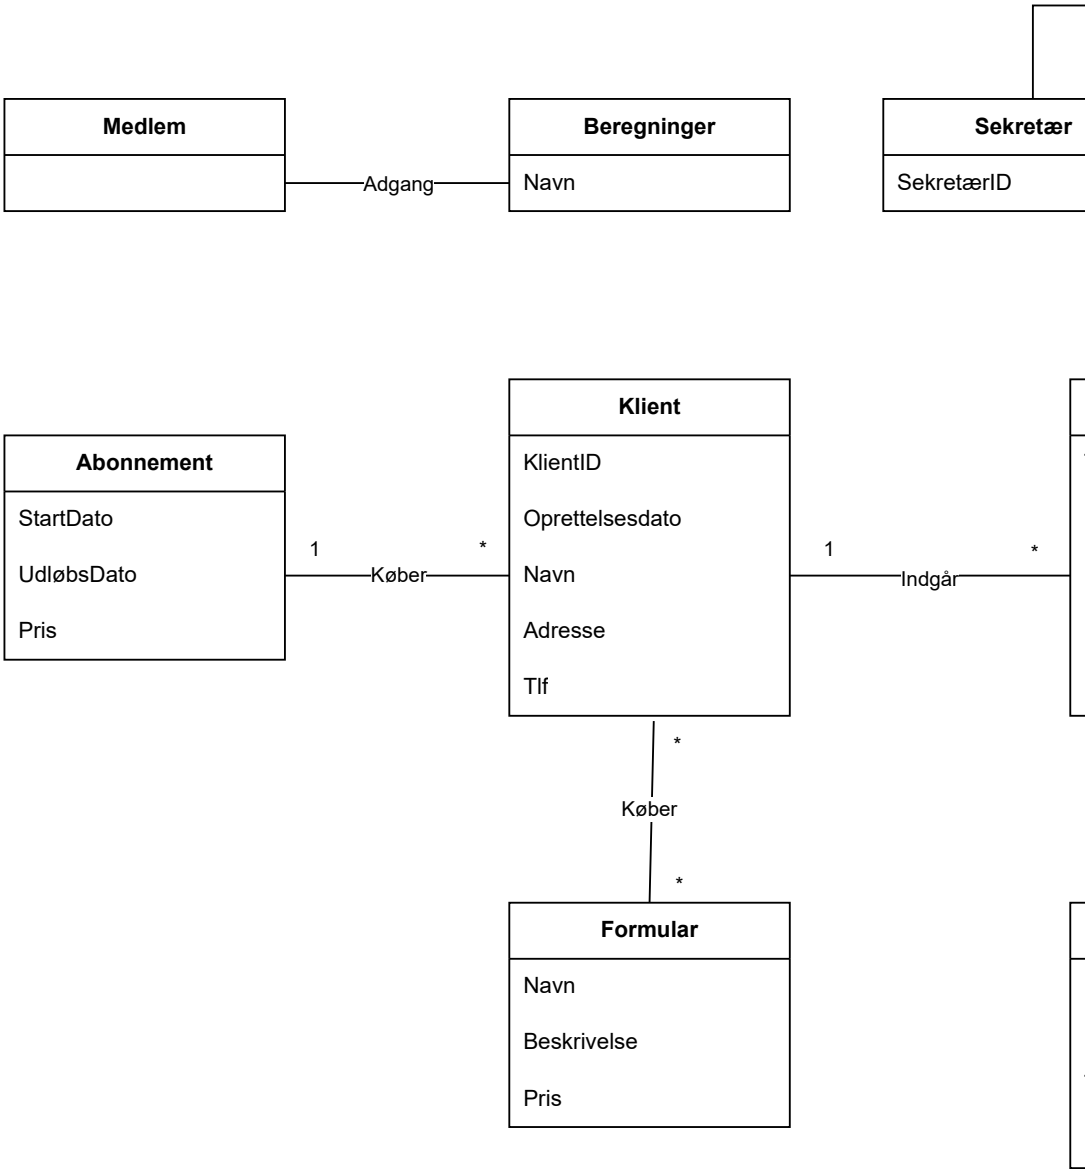 Medlem
Adgang
Beregninger
Navn
Sekretær
SekretærID
Abonnement
StartDato
UdløbsDato
Pris
1
Køber
*
Klient
KlientID
Oprettelsesdato
Navn
Adresse
Tlf
1
Indgår
*
*
Køber
*
Formular
Navn
Beskrivelse
Pris